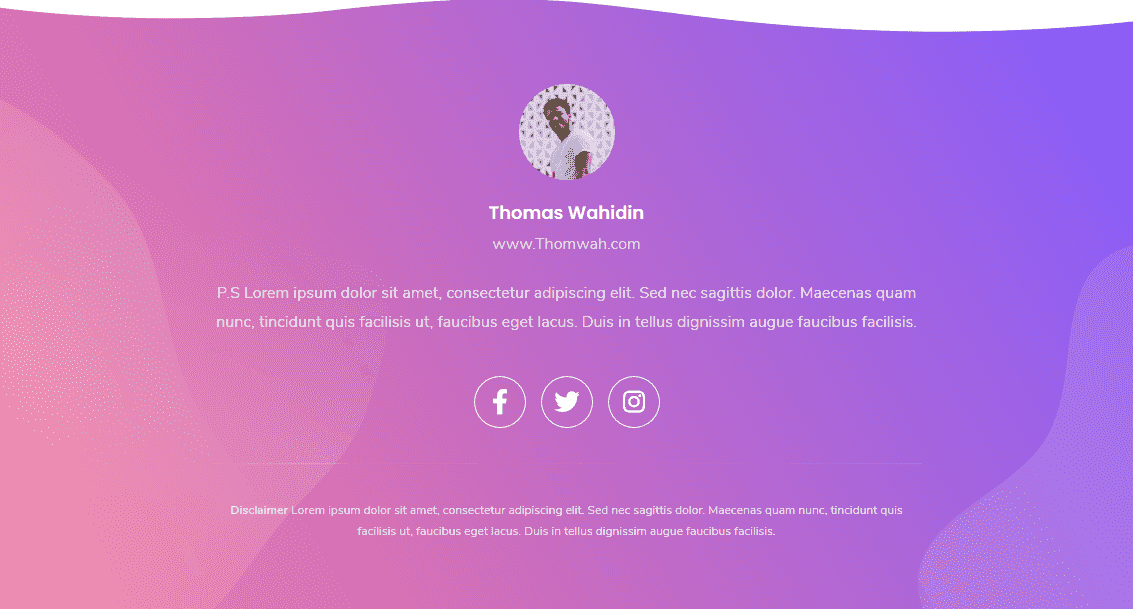 Thomas Wahidin
www.Thomwah.com
P.S Lorem ipsum dolor sit amet, consectetur adipiscing elit. Sed nec sagittis dolor. Maecenas quam
nunc, tincidunt quis facilisis ut, faucibus eget lacus. Duis in tellus dignissim augue faucibus facilisis.
Disclaimer Lorem ipsum dolor sit amet, consectetur adipiscing elit. Sed nec sagittis dolor. Maecenas quam nunc, tincidunt quis
facilisis ut, faucibus eget lacus. Duis in tellus dignissim augue faucibus facilisis.